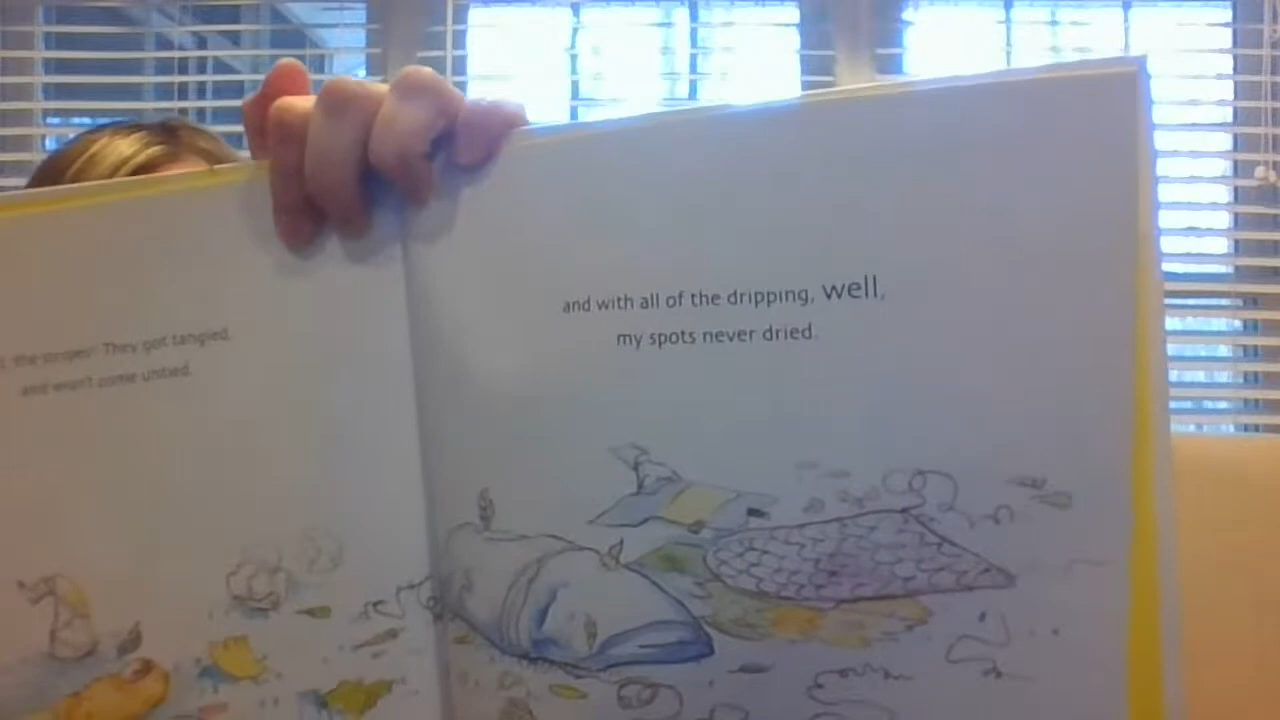 the stripes! They got tangled,
and won't come untied.
and with all of the dripping, well,
my spots never dried.